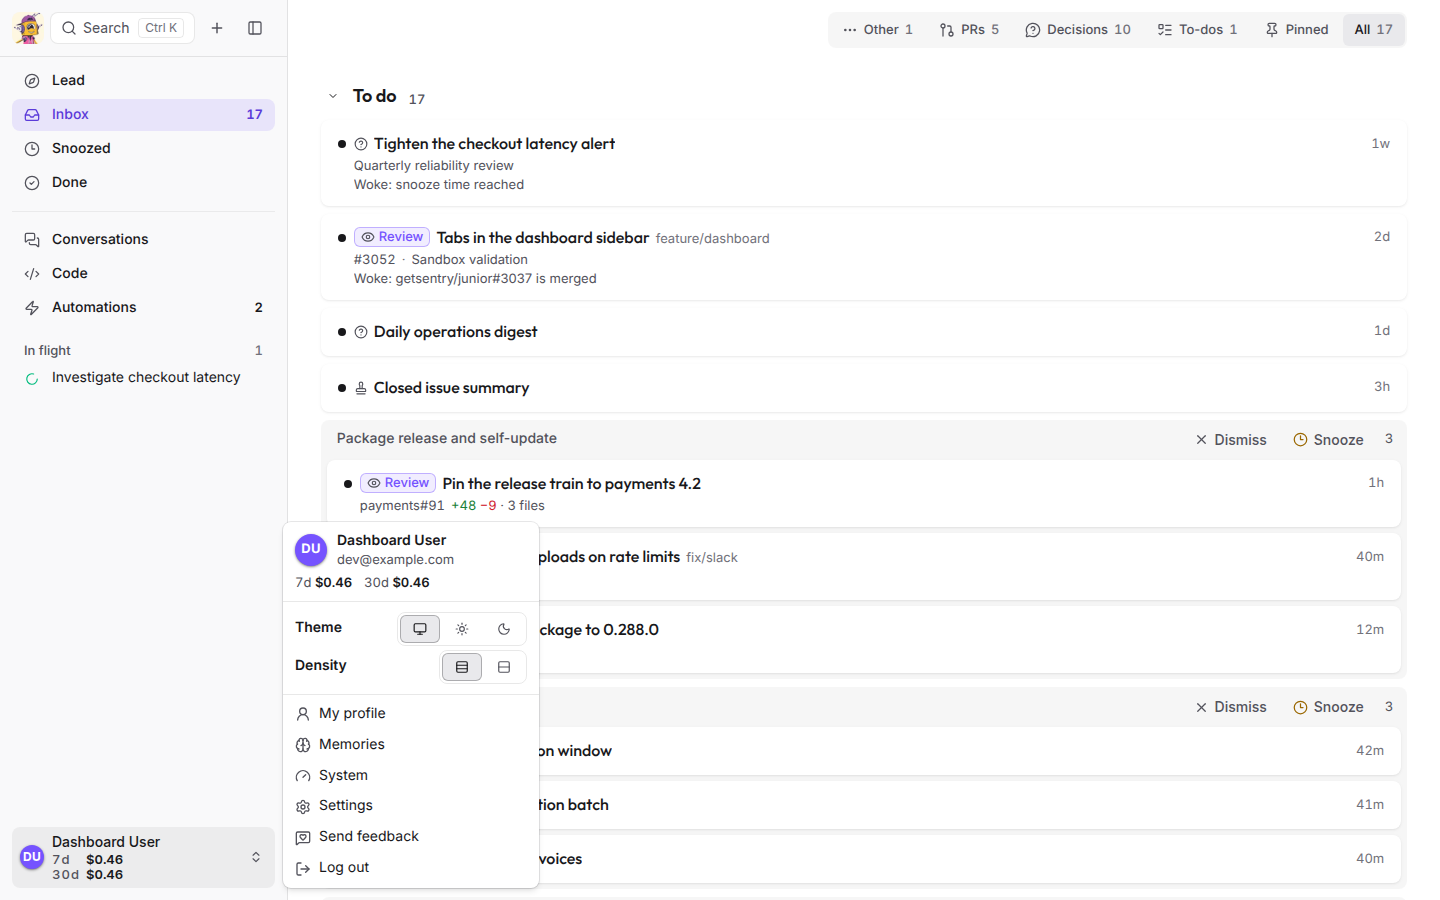 Search Ctrl K
Lead
Inbox 17
Snoozed
Done
Conversations
Code
Automations 2
In flight 1
Investigate checkout latency
DU Dashboard User
7d $0.46
30d $0.46
Other 1 PRs 5 Decisions 10 To-dos 1 Pinned All 17
To do 17
Tighten the checkout latency alert 1w
Quarterly reliability review
Woke: snooze time reached
Review Tabs in the dashboard sidebar feature/dashboard 2d
#3052 · Sandbox validation
Woke: getsentry/junior#3037 is merged
Daily operations digest 1d
Closed issue summary 3h
Package release and self-update Dismiss Snooze 3
Review Pin the release train to payments 4.2 1h
payments#91 +48 −9 · 3 files
ploads on rate limits fix/slack 40m
ckage to 0.288.0 12m
Dismiss Snooze 3
on window 42m
tion batch 41m
voices 40m
DU Dashboard User
dev@example.com
7d $0.46 30d $0.46
Theme
Density
My profile
Memories
System
Settings
Send feedback
Log out